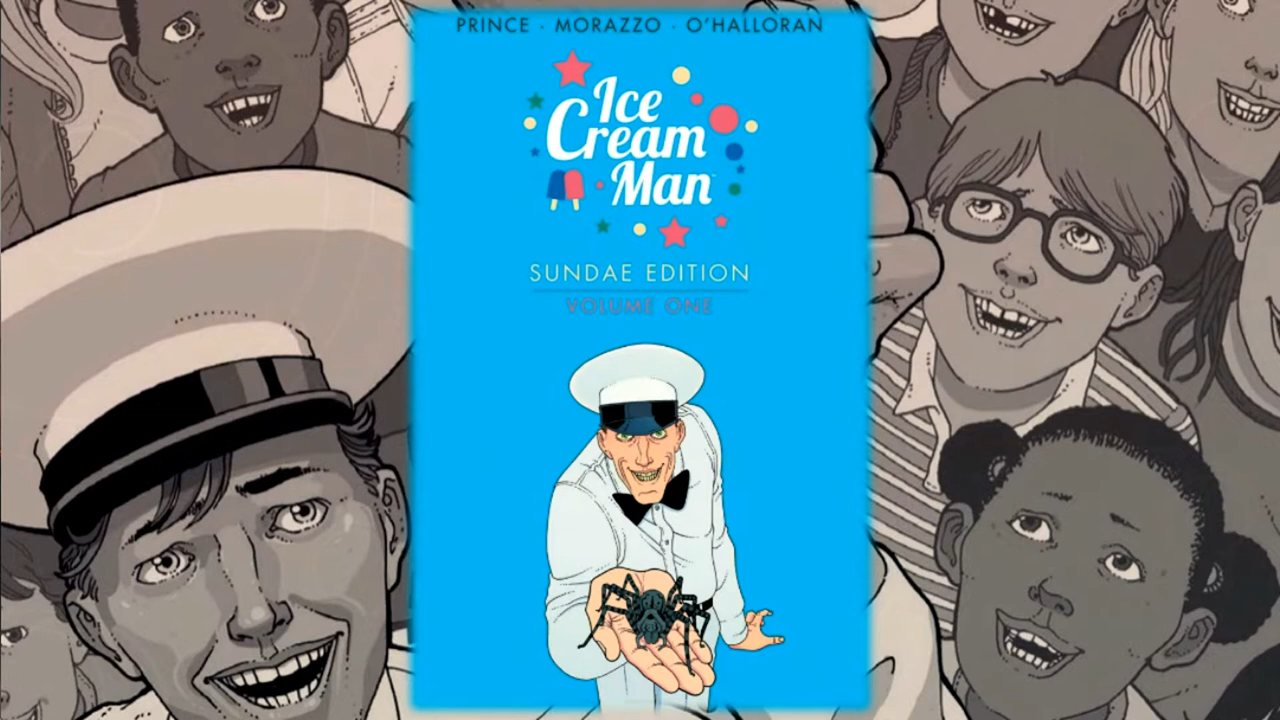 PRINCE · MORAZZO · O'HALLORAN
Ice
Cream
Man
SUNDAE EDITION
VOLUME ONE